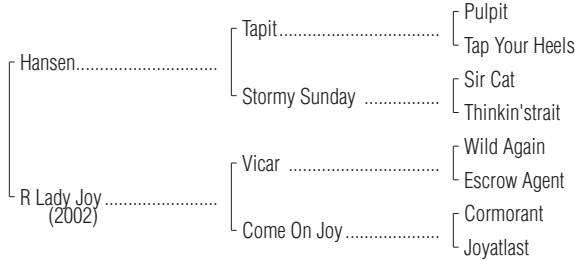 Pulpit
Tapit......................................
Tap Your Heels
Hansen.................................
Sir Cat
Stormy Sunday ..................
Thinkin'strait
Wild Again
Vicar ....................................
Escrow Agent
R Lady Joy ..........................
(2002)
Cormorant
Come On Joy......................
Joyatlast